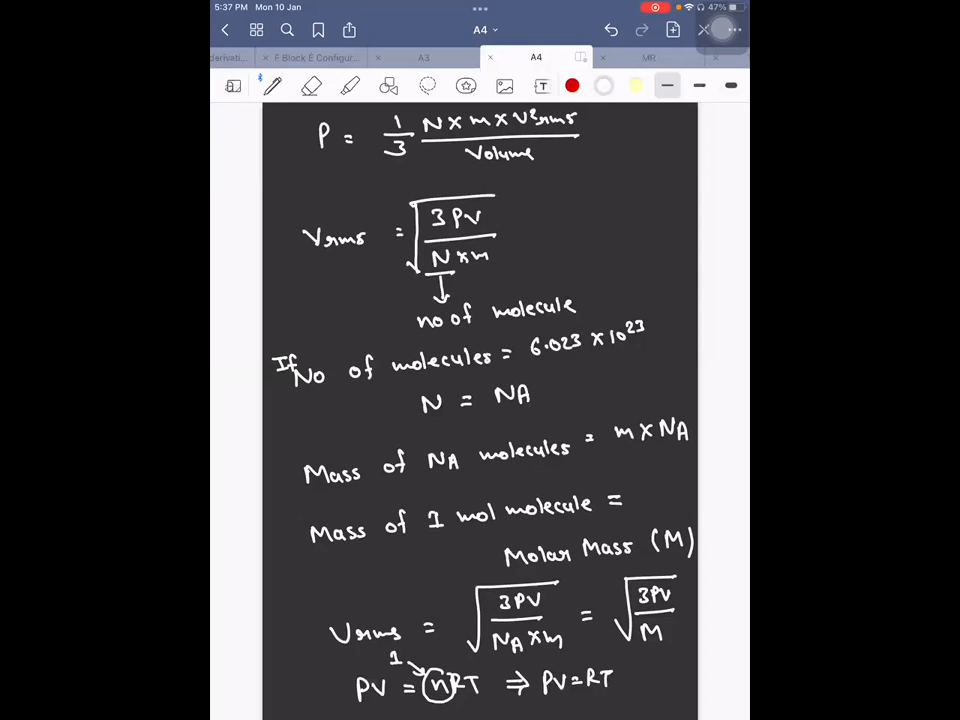 5:37 PM Mon 10 Jan 47%
A4
derivati... F Block E Configur... A3 A4 MR
T
P = 1/3 N × m × V²rms / Volume
Vrms = √(3PV / N×m)
no of molecule
If No of molecules = 6.023 × 10²³
N = NA
Mass of NA molecules = m × NA
Mass of 1 mol molecule =
Molar Mass (M)
Vrms = √(3PV / NA×m) = √(3PV / M)
1
PV = nRT ⇒ PV=RT